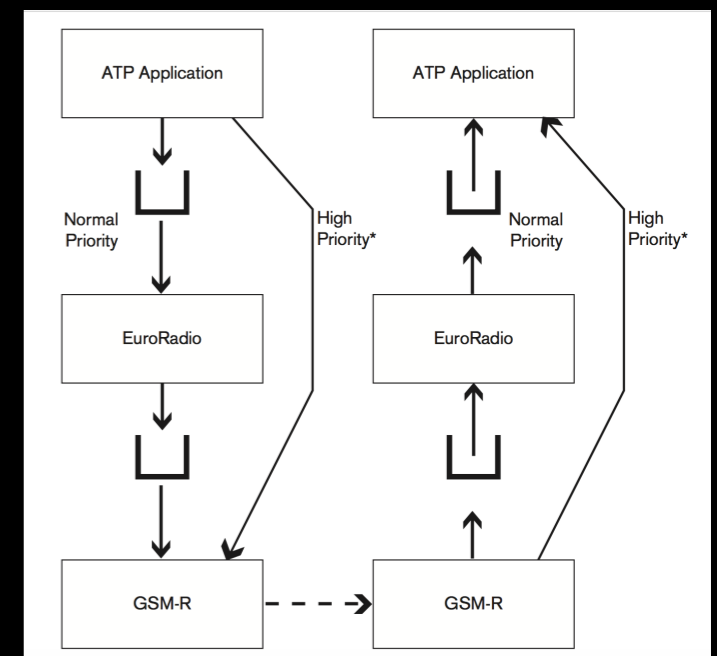 ATP Application
ATP Application
Normal
Priority
High
Priority*
Normal
Priority
High
Priority*
EuroRadio
EuroRadio
GSM-R
GSM-R